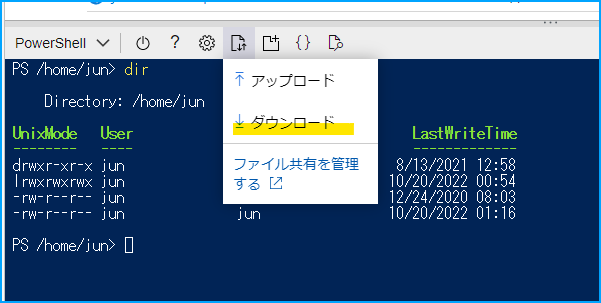 PowerShell ? {}
PS /home/jun> dir
アップロード
Directory: /home/jun
ダウンロード
UnixMode User LastWriteTime
-------- ---- -------------
ファイル共有を管理
する
drwxr-xr-x jun 8/13/2021 12:58
lrwxrwxrwx jun 10/20/2022 00:54
-rw-r--r-- jun 12/24/2020 08:03
-rw-r--r-- jun jun 10/20/2022 01:16
PS /home/jun>